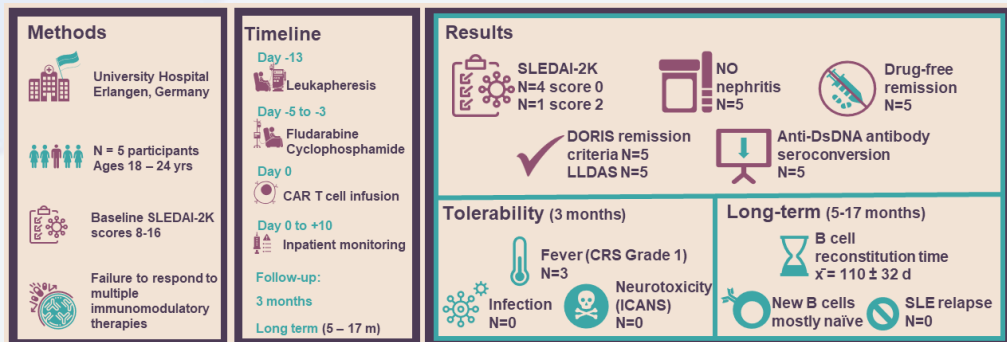 Methods
University Hospital
Erlangen, Germany
N = 5 participants
Ages 18 – 24 yrs
Baseline SLEDAI-2K
scores 8-16
Failure to respond to
multiple
immunomodulatory
therapies
Timeline
Day -13
Leukapheresis
Day -5 to -3
Fludarabine
Cyclophosphamide
Day 0
CAR T cell infusion
Day 0 to +10
Inpatient monitoring
Follow-up:
3 months
Long term (5 – 17 m)
Results
SLEDAI-2K
N=4 score 0
N=1 score 2
NO
nephritis
N=5
Drug-free
remission
N=5
DORIS remission
criteria N=5
LLDAS N=5
Anti-DsDNA antibody
seroconversion
N=5
Tolerability (3 months)
Fever (CRS Grade 1)
N=3
Infection
N=0
Neurotoxicity
(ICANS)
N=0
Long-term (5-17 months)
B cell
reconstitution time
x̄ = 110 ± 32 d
New B cells
mostly naïve
SLE relapse
N=0